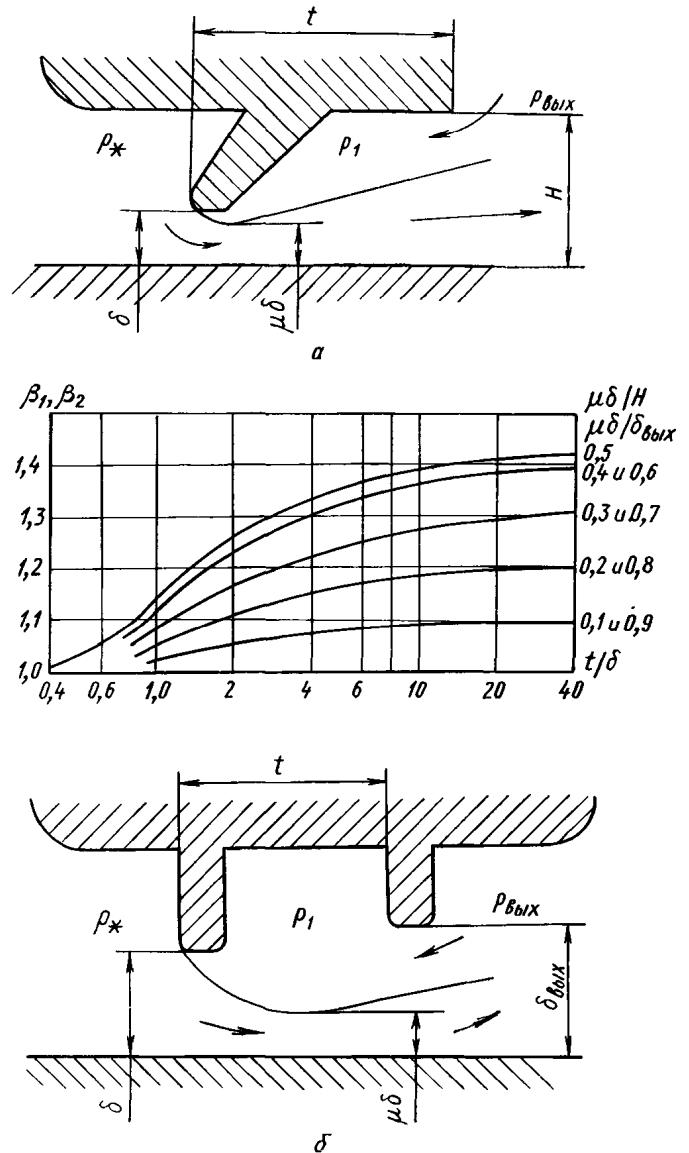 t
P* P1 Pвых
H
δ
μδ
а
β1, β2
μδ/H
μδ/δвых
1,4
1,3
1,2
1,1
1,0
0,5
0,4 и 0,6
0,3 и 0,7
0,2 и 0,8
0,1 и 0,9
t/δ
0,4 0,6 1,0 2 4 6 10 20 40
t
P* P1 Pвых
δвых
δ
μδ
б